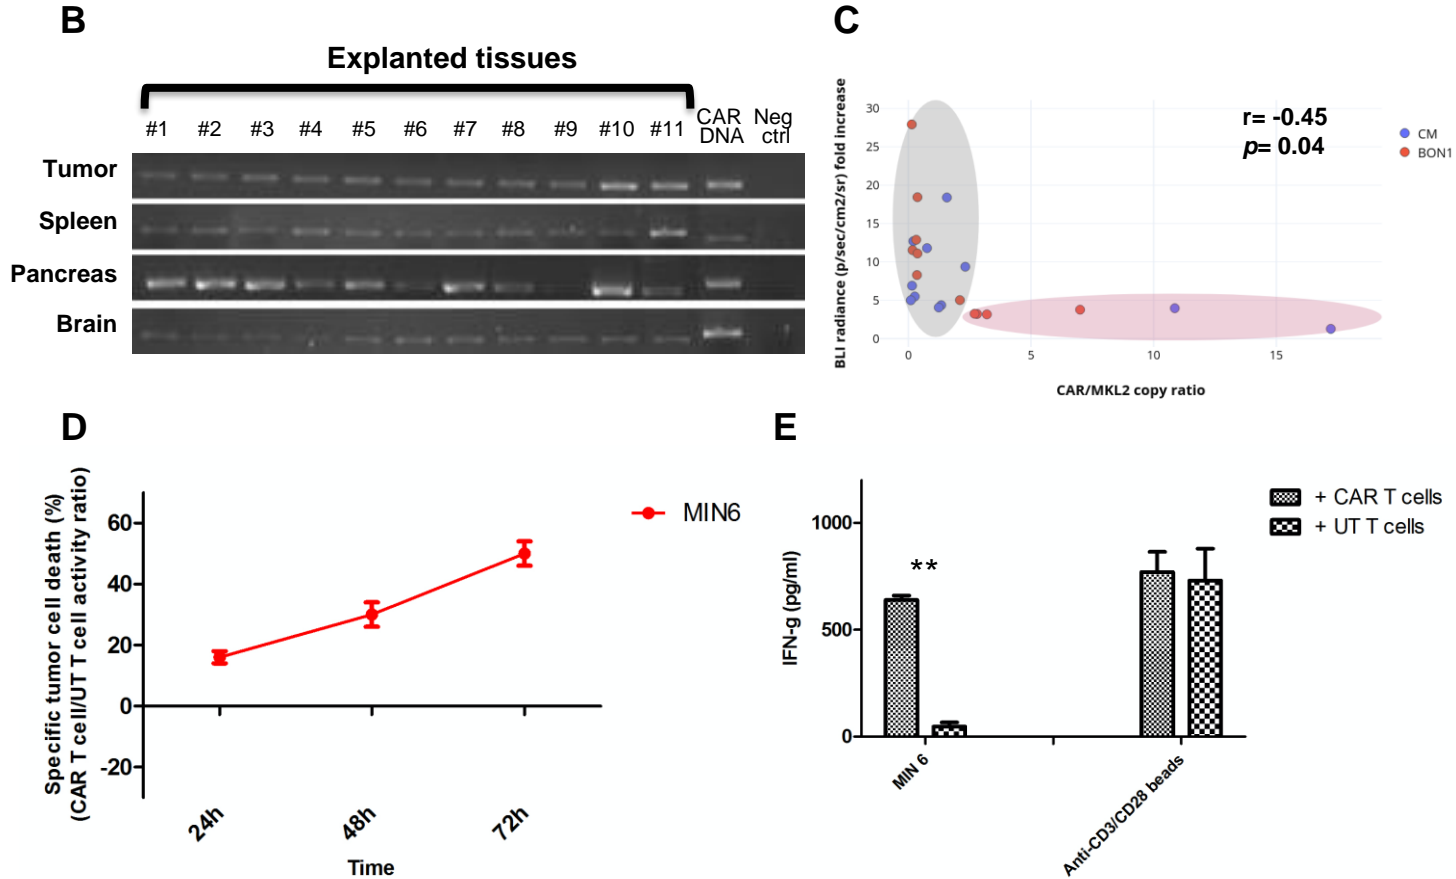 B
Explanted tissues
#1 #2 #3 #4 #5 #6 #7 #8 #9 #10 #11 CAR DNA Neg ctrl
Tumor
Spleen
Pancreas
Brain
C
BLI radiance (p/sec/cm2/sr) fold increase
30
25
20
15
10
5
0
0 5 10 15
CAR/MKL2 copy ratio
r= -0.45
p= 0.04
CM
BON1
D
Specific tumor cell death (%)
(CAR T cell/UT T cell activity ratio)
60
40
20
0
-20
24h 48h 72h
Time
MIN6
E
IFN-g (pg/ml)
1000
500
0
**
MIN 6
Anti-CD3/CD28 beads
+ CAR T cells
+ UT T cells